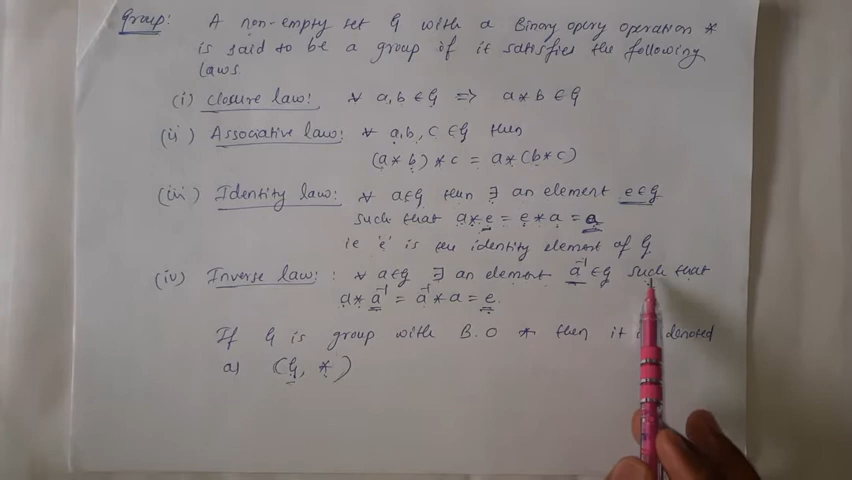 Group: A non-empty set G with a Binary opery operation *
is said to be a group if it satisfies the following
laws.
(i) Closure law: ∀ a,b ∈ G => a * b ∈ G
(ii) Associative law: ∀ a,b,c ∈ G then
(a * b) * c = a * (b * c)
(iii) Identity law: ∀ a∈G then ∃ an element e∈G
such that a * e = e * a = a
ie 'e' is the identity element of G.
(iv) Inverse law: : ∀ a∈G ∃ an element a⁻¹ ∈ G such that
a * a⁻¹ = a⁻¹ * a = e.
If G is group with B.O * then it denoted
as (G, *)